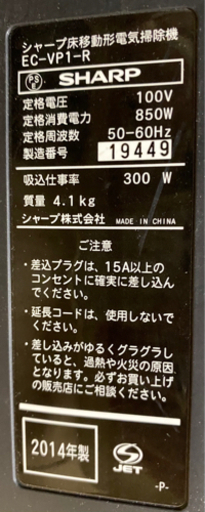 シャープ床移動形電気掃除機
EC-VP1-R
PS
E
SHARP
定格電圧 100V
定格消費電力 850W
定格周波数 50-60Hz
製造番号 19449
吸込仕事率 300 W
質量 4.1kg
シャープ株式会社 MADE IN CHINA
ご注意
・差込プラグは、15A以上の
コンセントに確実に差し込ん
でください。
・延長コードは、使用しない
でください。
・差し込みがゆるくグラグラし
ていると、過熱や火災の原因
となります。必ずお買い上げ
の販売店にご相談ください。
2014年製
S
JET
-P-